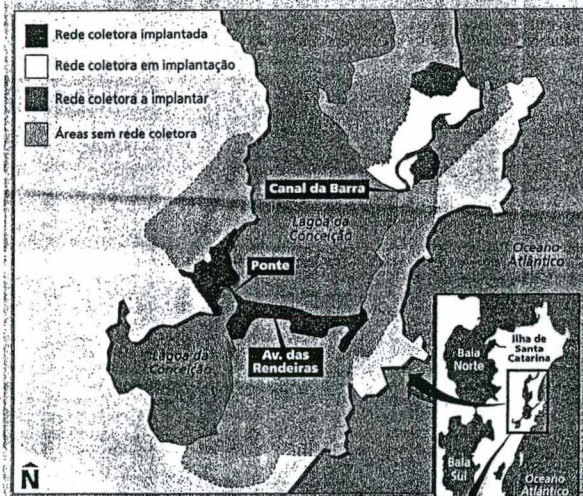 Rede coletora implantada
Rede coletora em implantação
Rede coletora a implantar
Áreas sem rede coletora
Canal da Barra
Lagoa da
Conceição
Oceano
Atlântico
Ponte
Lagoa da
Conceição
Av. das
Rendeiras
Baía
Norte
Ilha de
Santa
Catarina
Baía
Sul
Oceano
Atlântico
N